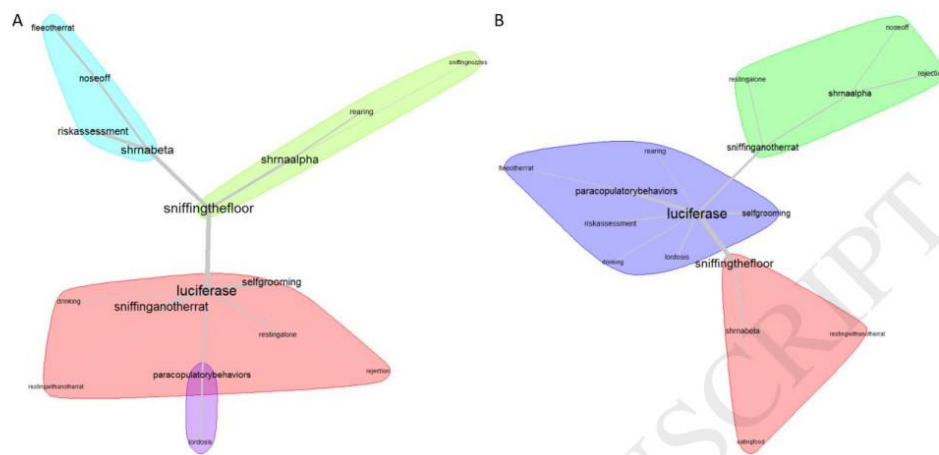 A
fleeotherrat
noseoff
riskassessment
shrnabeta
sniffingnozzles
rearing
shrnaalpha
sniffingthefloor
luciferase
selfgrooming
drinking
sniffinganotherrat
restingalone
restingwithanotherrat
paracopulatorybehaviors
rejection
lordosis
B
noseoff
restingalone
rejection
shrnaalpha
sniffinganotherrat
rearing
fleeotherrat
paracopulatorybehaviors
luciferase
selfgrooming
riskassessment
drinking
lordosis
sniffingthefloor
shrnabeta
restingwithanotherrat
eatingfood
NSCRIPT